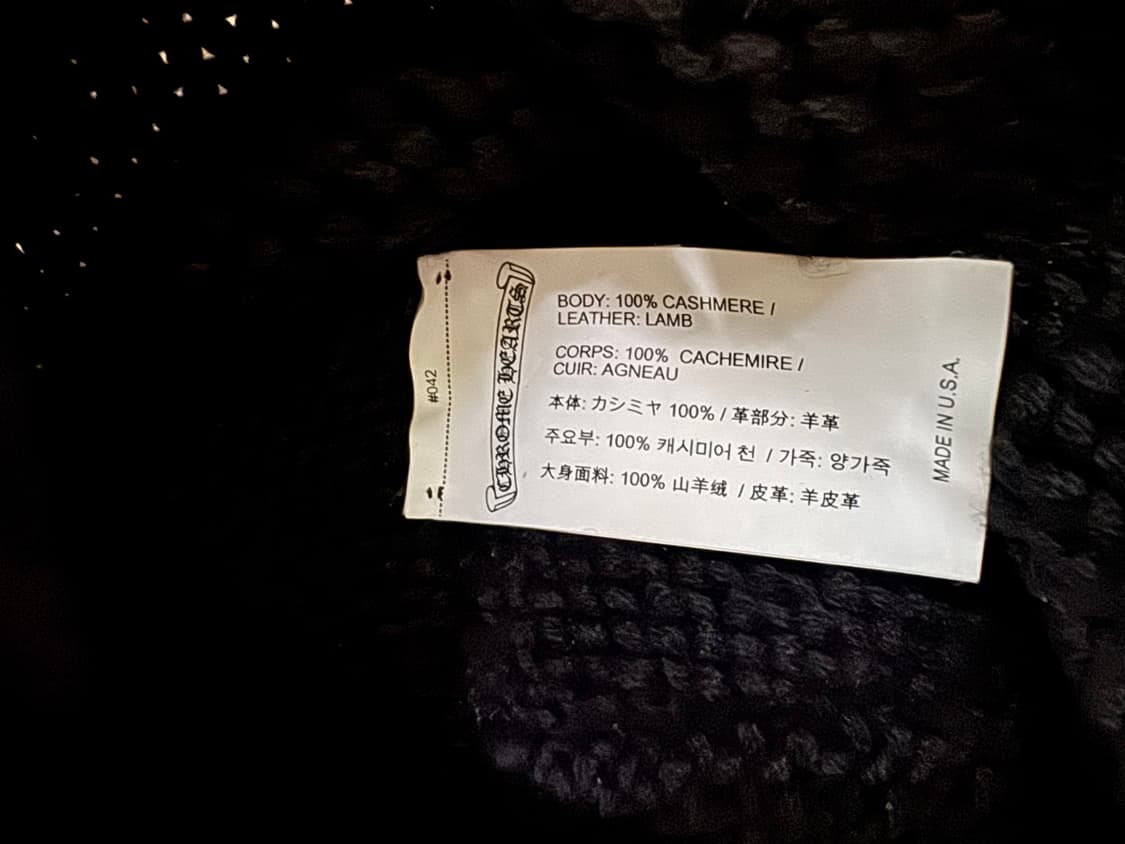 #042
CHROME HEARTS
BODY: 100% CASHMERE /
LEATHER: LAMB
CORPS: 100% CACHEMIRE /
CUIR: AGNEAU
本体: カシミヤ 100% / 革部分: 羊革
주요부: 100% 캐시미어 천 / 가죽: 양가죽
大身面料: 100% 山羊绒 / 皮革: 羊皮革
MADE IN U.S.A.